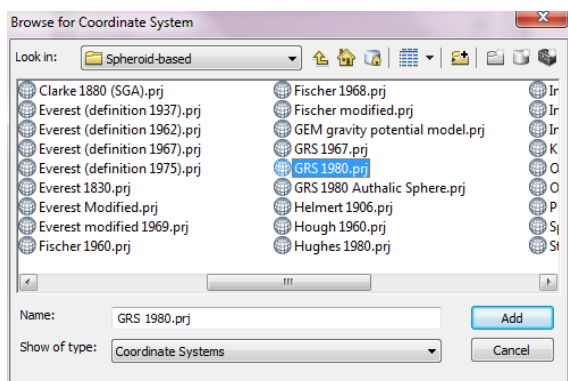 Browse for Coordinate System
Look in: Spheroid-based
Clarke 1880 (SGA).prj
Everest (definition 1937).prj
Everest (definition 1962).prj
Everest (definition 1967).prj
Everest (definition 1975).prj
Everest 1830.prj
Everest Modified.prj
Everest modified 1969.prj
Fischer 1960.prj
Fischer 1968.prj
Fischer modified.prj
GEM gravity potential model.prj
GRS 1967.prj
GRS 1980.prj
GRS 1980 Authalic Sphere.prj
Helmert 1906.prj
Hough 1960.prj
Hughes 1980.prj
Name: GRS 1980.prj
Add
Show of type: Coordinate Systems
Cancel